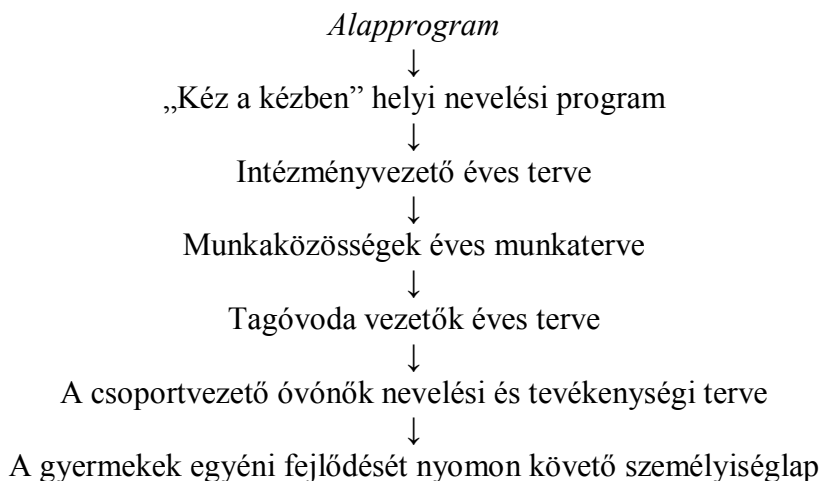 Alapprogram
↓
„Kéz a kézben” helyi nevelési program
↓
Intézményvezető éves terve
↓
Munkaközösségek éves munkaterve
↓
Tagóvoda vezetők éves terve
↓
A csoportvezető óvónők nevelési és tevékenységi terve
↓
A gyermekek egyéni fejlődését nyomon követő személyiséglap